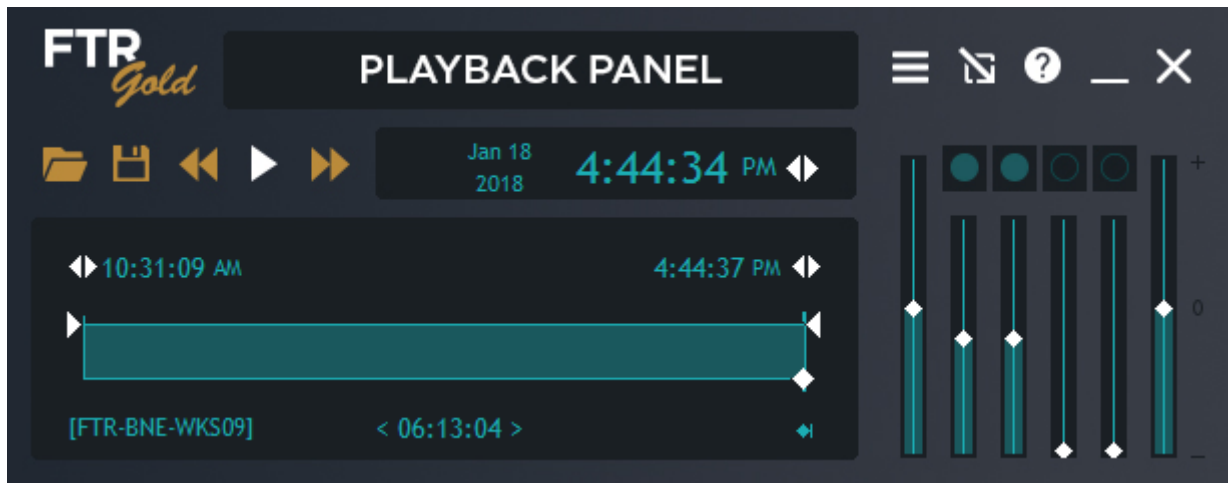 FTR
Gold
PLAYBACK PANEL
?
Jan 18
2018
4:44:34 PM
+
10:31:09 AM
4:44:37 PM
0
[FTR-BNE-WKS09]
< 06:13:04 >
–